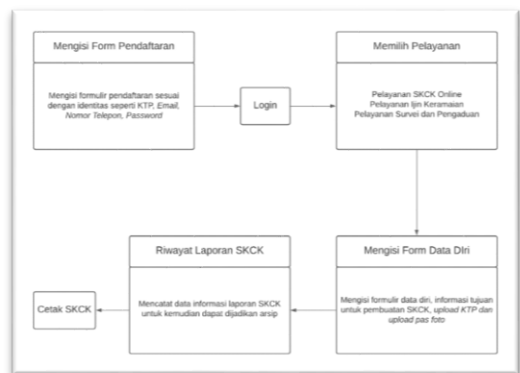 Mengisi Form Pendaftaran
Mengisi formulir pendaftaran sesuai
dengan identitas seperti KTP, Email,
Nomor Telepon, Password
Login
Memilih Pelayanan
Pelayanan SKCK Online
Pelayanan Ijin Keramaian
Pelayanan Survei dan Pengaduan
Mengisi Form Data DIri
Mengisi formulir data diri, informasi tujuan
untuk pembuatan SKCK, upload KTP dan
upload pas foto
Riwayat Laporan SKCK
Mencatat data informasi laporan SKCK
untuk kemudian dapat dijadikan arsip
Cetak SKCK